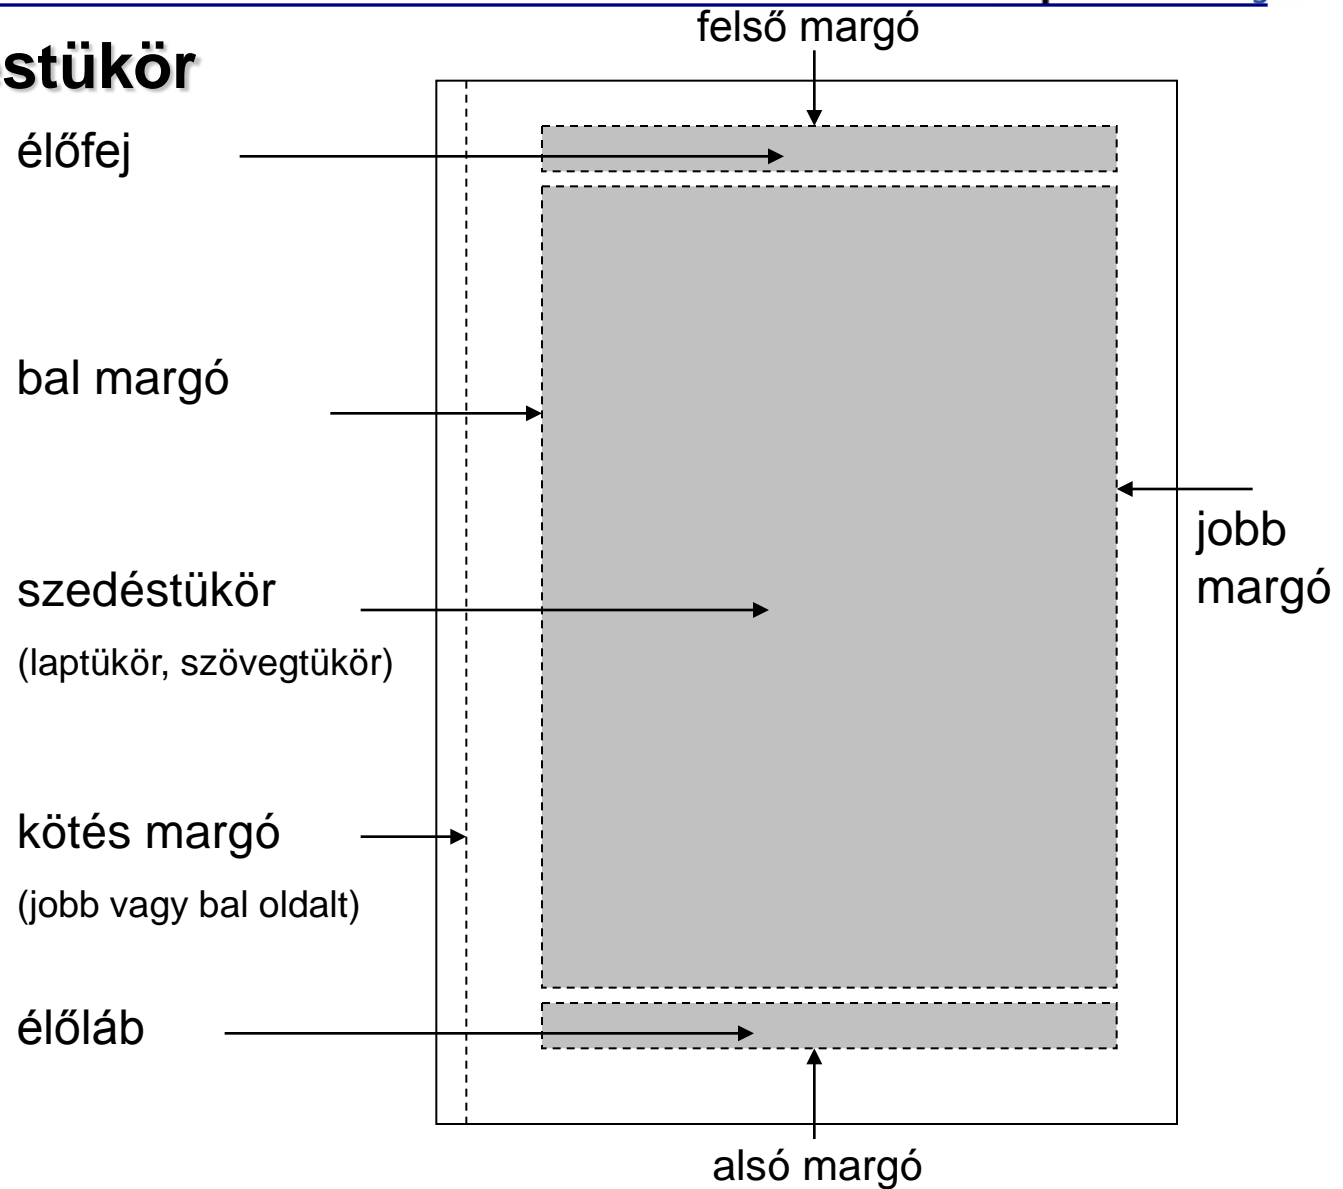 felső margó
stükör
élőfej
bal margó
jobb
margó
szedéstükör
(laptükör, szövegtükör)
kötés margó
(jobb vagy bal oldalt)
élőláb
alsó margó